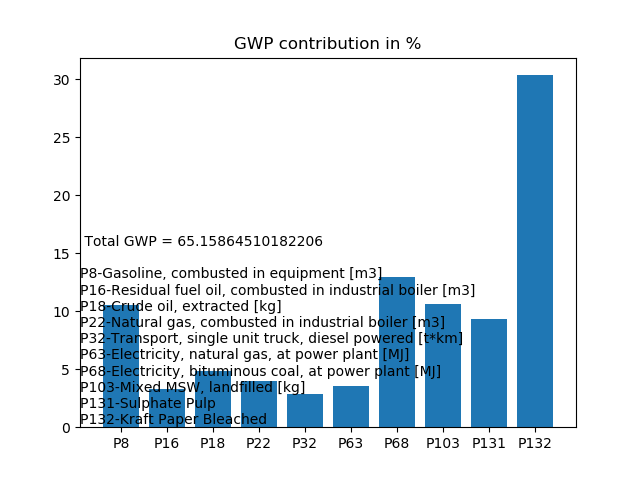 GWP contribution in %
30
25
20
15
10
5
0
Total GWP = 65.15864510182206
P8-Gasoline, combusted in equipment [m3]
P16-Residual fuel oil, combusted in industrial boiler [m3]
P18-Crude oil, extracted [kg]
P22-Natural gas, combusted in industrial boiler [m3]
P32-Transport, single unit truck, diesel powered [t*km]
P63-Electricity, natural gas, at power plant [MJ]
P68-Electricity, bituminous coal, at power plant [MJ]
P103-Mixed MSW, landfilled [kg]
P131-Sulphate Pulp
P132-Kraft Paper Bleached
P8 P16 P18 P22 P32 P63 P68 P103 P131 P132